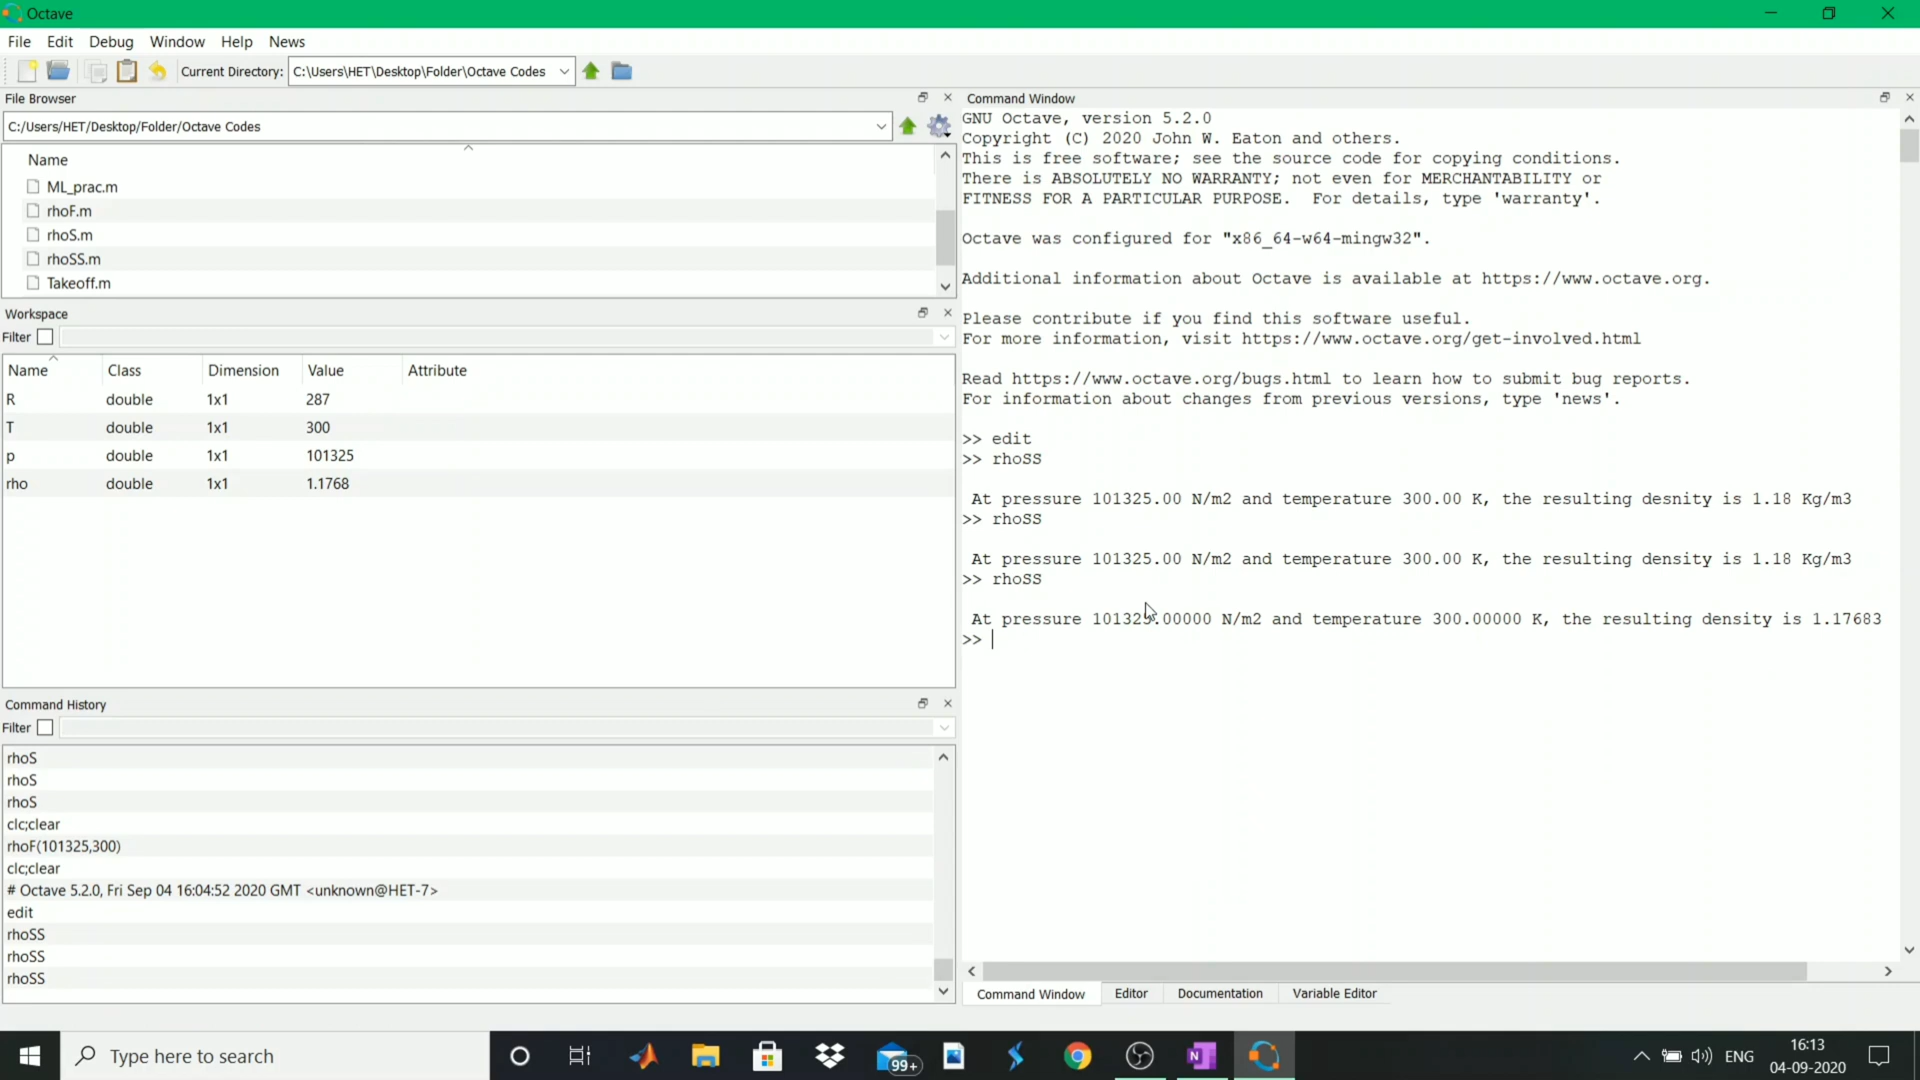 Octave
File Edit Debug Window Help News
Current Directory: C:\Users\HET\Desktop\Folder\Octave Codes
File Browser
C:/Users/HET/Desktop/Folder/Octave Codes
Name
ML_prac.m
rhoF.m
rhoS.m
rhoSS.m
Takeoff.m
Workspace
Filter
Name Class Dimension Value Attribute
R double 1x1 287
T double 1x1 300
p double 1x1 101325
rho double 1x1 1.1768
Command History
Filter
rhoS
rhoS
rhoS
clc;clear
rhoF(101325,300)
clc;clear
# Octave 5.2.0, Fri Sep 04 16:04:52 2020 GMT <unknown@HET-7>
edit
rhoSS
rhoSS
rhoSS
Command Window
GNU Octave, version 5.2.0
Copyright (C) 2020 John W. Eaton and others.
This is free software; see the source code for copying conditions.
There is ABSOLUTELY NO WARRANTY; not even for MERCHANTABILITY or
FITNESS FOR A PARTICULAR PURPOSE.  For details, type 'warranty'.
Octave was configured for "x86_64-w64-mingw32".
Additional information about Octave is available at https://www.octave.org.
Please contribute if you find this software useful.
For more information, visit https://www.octave.org/get-involved.html
Read https://www.octave.org/bugs.html to learn how to submit bug reports.
For information about changes from previous versions, type 'news'.
>> edit
>> rhoSS
At pressure 101325.00 N/m2 and temperature 300.00 K, the resulting desnity is 1.18 Kg/m3
>> rhoSS
At pressure 101325.00 N/m2 and temperature 300.00 K, the resulting density is 1.18 Kg/m3
>> rhoSS
At pressure 101325.00000 N/m2 and temperature 300.00000 K, the resulting density is 1.17683
>>
Command Window Editor Documentation Variable Editor
Type here to search
99+
N
ENG
16:13
04-09-2020